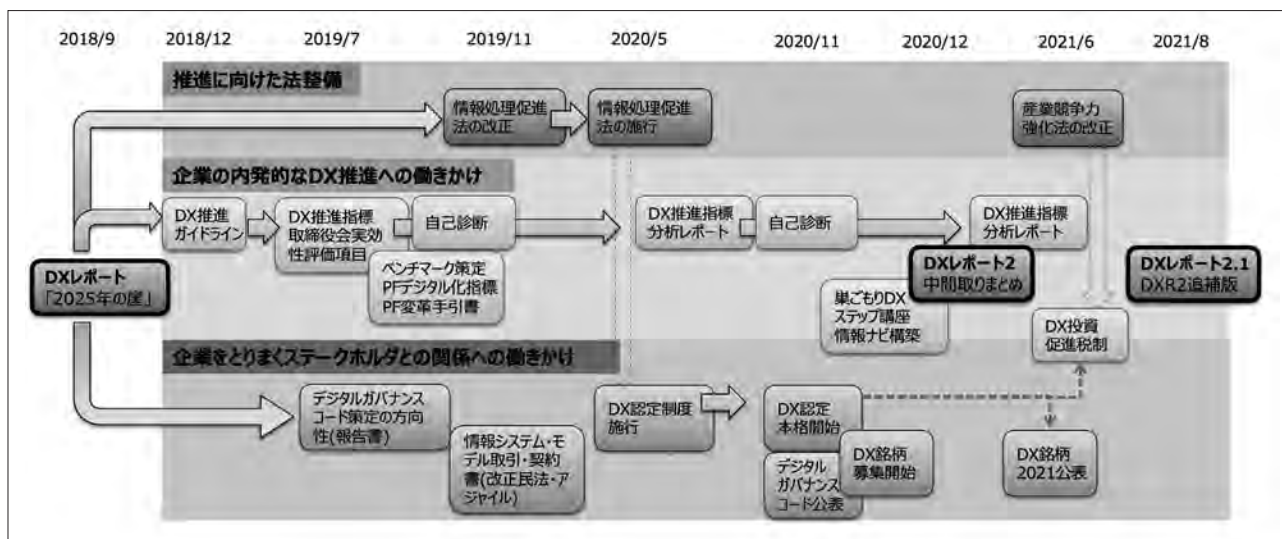 2018/9
2018/12
2019/7
2019/11
2020/5
2020/11
2020/12
2021/6
2021/8
推進に向けた法整備
情報処理促進
法の改正
情報処理促進
法の施行
産業競争力
強化法の改正
企業の内発的なDX推進への働きかけ
DX推進
ガイドライン
DX推進指標
取締役会実効
性評価項目
自己診断
ベンチマーク策定
PFデジタル化指標
PF変革手引書
DX推進指標
分析レポート
自己診断
DX推進指標
分析レポート
DXレポート
「2025年の崖」
DXレポート2
中間取りまとめ
DXレポート2.1
DXR2追補版
巣ごもりDX
ステップ講座
情報ナビ構築
DX投資
促進税制
企業をとりまくステークホルダとの関係への働きかけ
デジタルガバナンス
コード策定の方向
性(報告書)
情報システム・モ
デル取引・契約
書(改正民法・ア
ジャイル)
DX認定制度
施行
DX認定
本格開始
デジタル
ガバナンス
コード公表
DX銘柄
募集開始
DX銘柄
2021公表